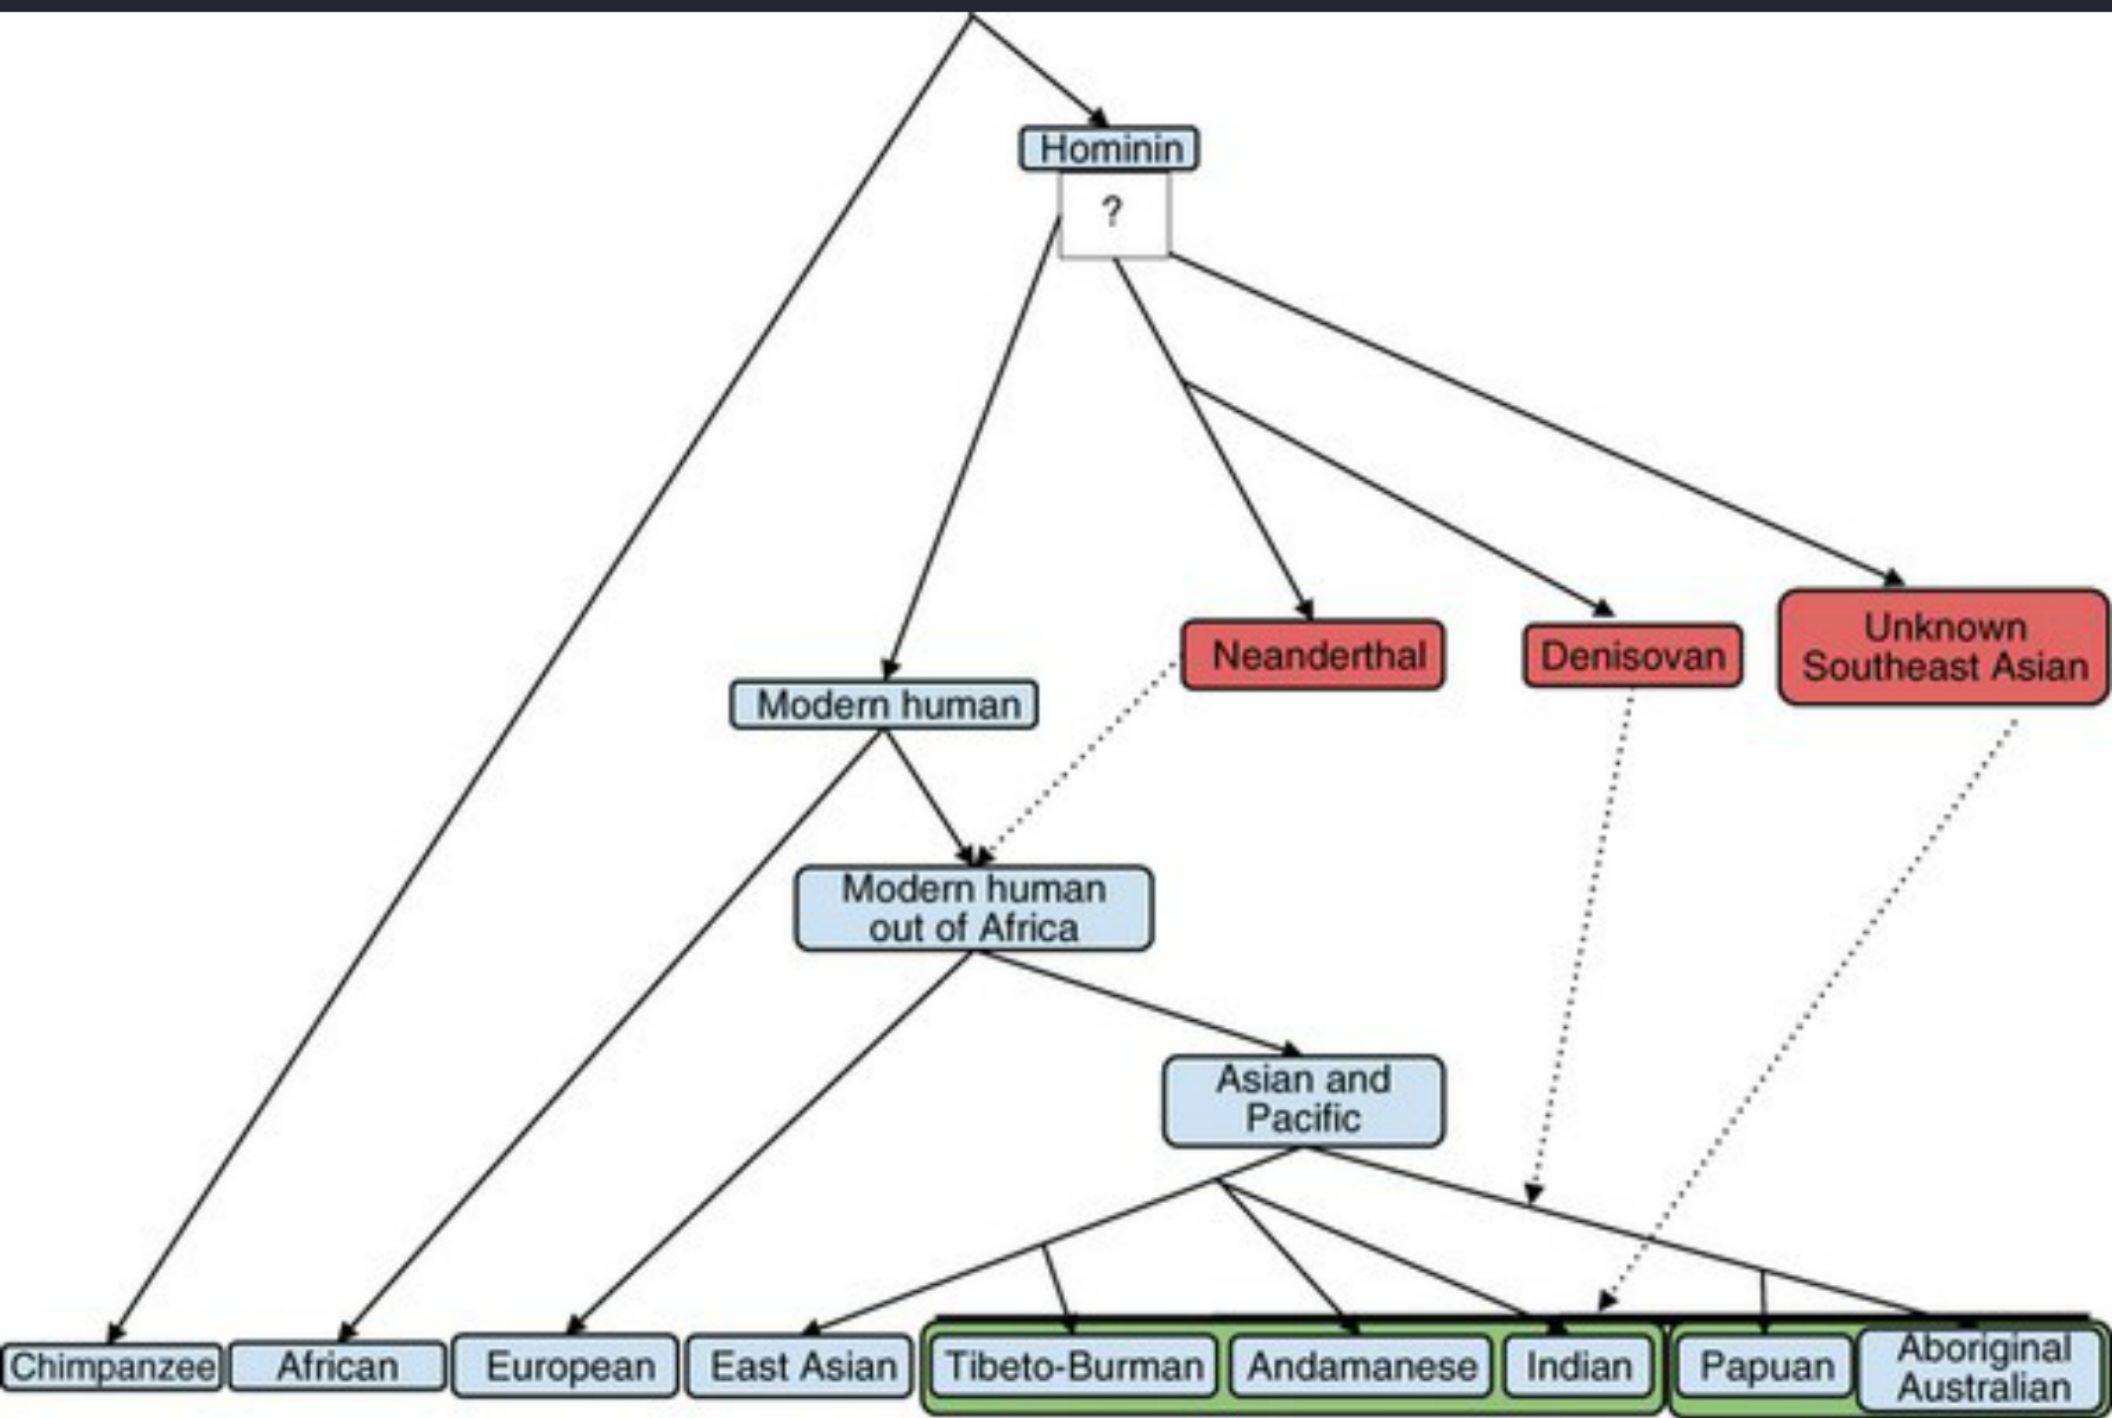 Hominin
?
Neanderthal
Denisovan
Unknown
Southeast Asian
Modern human
Modern human
out of Africa
Asian and
Pacific
Chimpanzee
African
European
East Asian
Tibeto-Burman
Andamanese
Indian
Papuan
Aboriginal
Australian